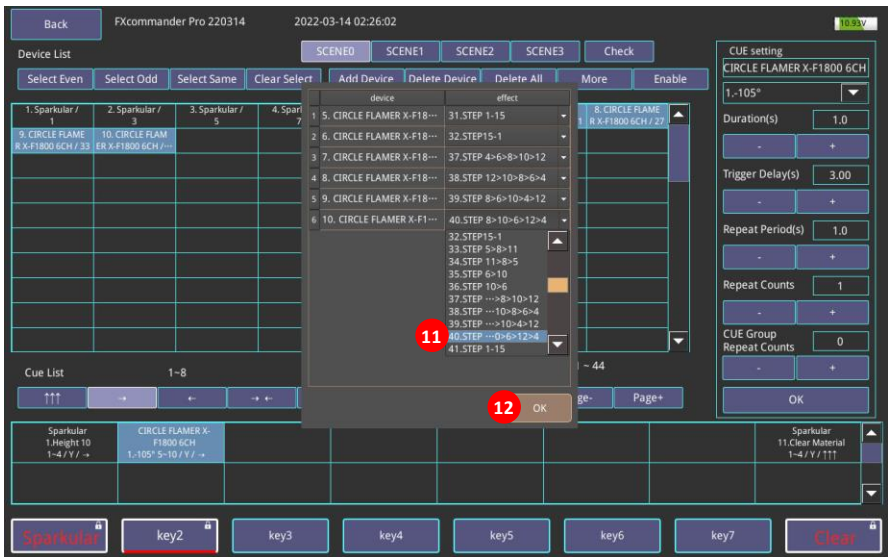 Back
FXcommander Pro 220314
2022-03-14 02:26:02
10.93V
Device List
SCENE0
SCENE1
SCENE2
SCENE3
Check
Select Even
Select Odd
Select Same
Clear Select
Add Device
Delete Device
Delete All
More
Enable
1. Sparkular /
1
2. Sparkular /
3
3. Sparkular /
5
4. Spar
7
8. CIRCLE FLAME
R X-F1800 6CH / 27
9. CIRCLE FLAME
R X-F1800 6CH / 33
10. CIRCLE FLAM
ER X-F1800 6CH /···
device
effect
1
5. CIRCLE FLAMER X-F18···
31.STEP 1-15
2
6. CIRCLE FLAMER X-F18···
32.STEP15-1
3
7. CIRCLE FLAMER X-F18···
37.STEP 4>6>8>10>12
4
8. CIRCLE FLAMER X-F18···
38.STEP 12>10>8>6>4
5
9. CIRCLE FLAMER X-F18···
39.STEP 8>6>10>4>12
6
10. CIRCLE FLAMER X-F1···
40.STEP 8>10>6>12>4
32.STEP15-1
33.STEP 5>8>11
34.STEP 11>8>5
35.STEP 6>10
36.STEP 10>6
37.STEP ···>8>10>12
38.STEP ···10>8>6>4
39.STEP ···>10>4>12
11
40.STEP ···0>6>12>4
41.STEP 1-15
12
OK
CUE setting
CIRCLE FLAMER X-F1800 6CH
1.-105°
Duration(s)
1.0
-
+
Trigger Delay(s)
3.00
-
+
Repeat Period(s)
1.0
-
+
Repeat Counts
1
-
+
CUE Group
Repeat Counts
0
-
+
OK
Cue List
1~8
~ 44
↑↑↑
→
←
→ ←
ge-
Page+
Sparkular
1.Height 10
1~4 / Y / →
CIRCLE FLAMER X-
F1800 6CH
1.-105° 5~10 / Y / →
Sparkular
11.Clear Material
1~4 / Y / ↑↑↑
Sparkular
key2
key3
key4
key5
key6
key7
Clear